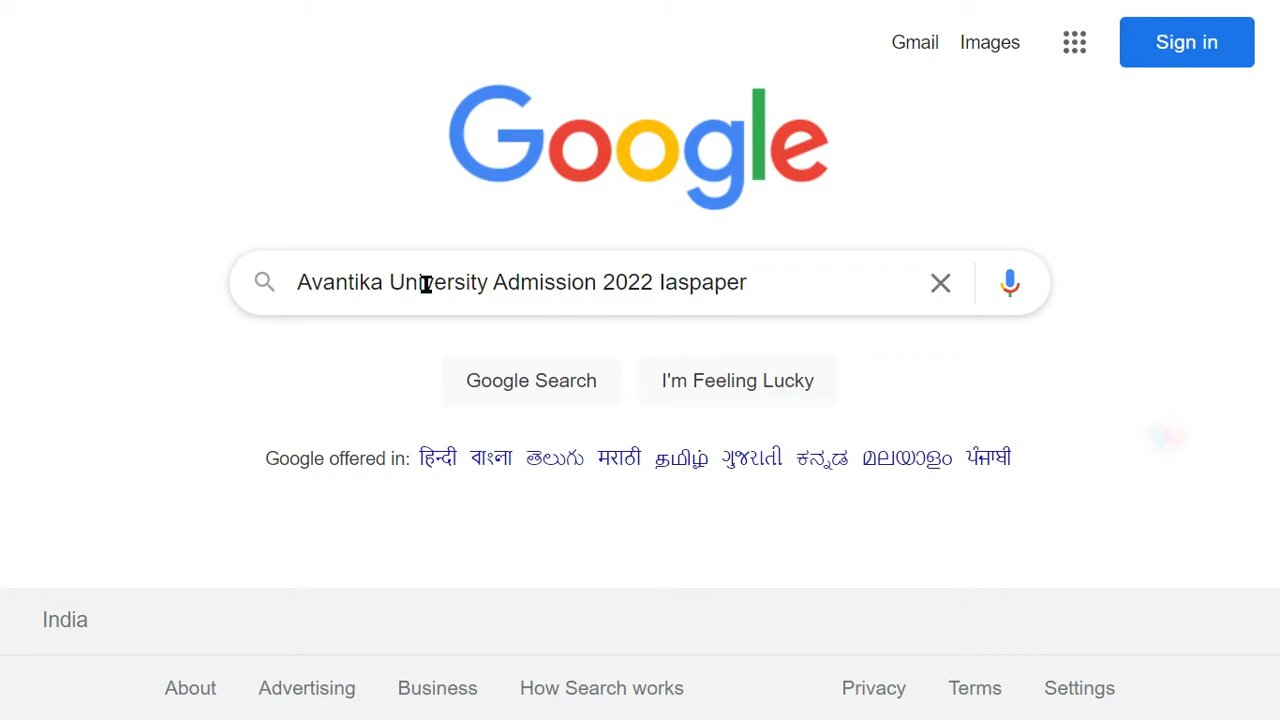 Gmail Images Sign in
Google
Avantika University Admission 2022 Iaspaper
Google Search I'm Feeling Lucky
Google offered in: हिन्दी বাংলা తెలుగు मराठी தமிழ் ગુજરાતી ಕನ್ನಡ മലയാളം ਪੰਜਾਬੀ
India
About Advertising Business How Search works Privacy Terms Settings